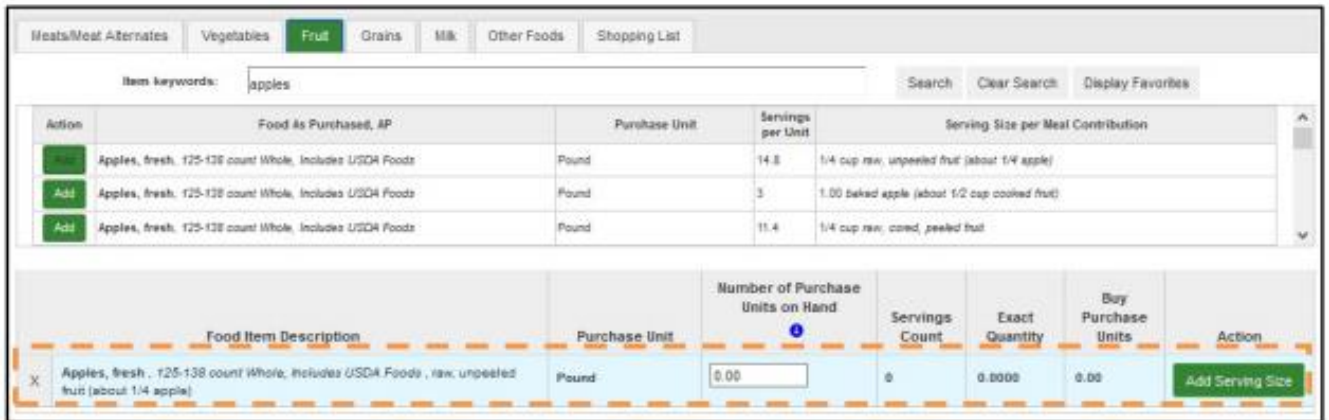 Meats/Meat Alternates Vegetables Fruit Grains Milk Other Foods Shopping List
Item keywords: apples Search Clear Search Display Favorites
Action Food As Purchased, AP Purchase Unit Servings per Unit Serving Size per Meal Contribution
Add Apples, fresh, 125-138 count Whole, Includes USDA Foods Pound 14.8 1/4 cup raw, unpeeled fruit (about 1/4 apple)
Add Apples, fresh, 125-138 count Whole, Includes USDA Foods Pound 3 1.00 baked apple (about 1/2 cup cooked fruit)
Add Apples, fresh, 125-138 count Whole, Includes USDA Foods Pound 11.4 1/4 cup raw, cored, peeled fruit
Food Item Description Purchase Unit Number of Purchase Units on Hand Servings Count Exact Quantity Buy Purchase Units Action
X Apples, fresh , 125-138 count Whole, Includes USDA Foods , raw, unpeeled Pound 0.00 0 0.0000 0.00 Add Serving Size
fruit (about 1/4 apple)